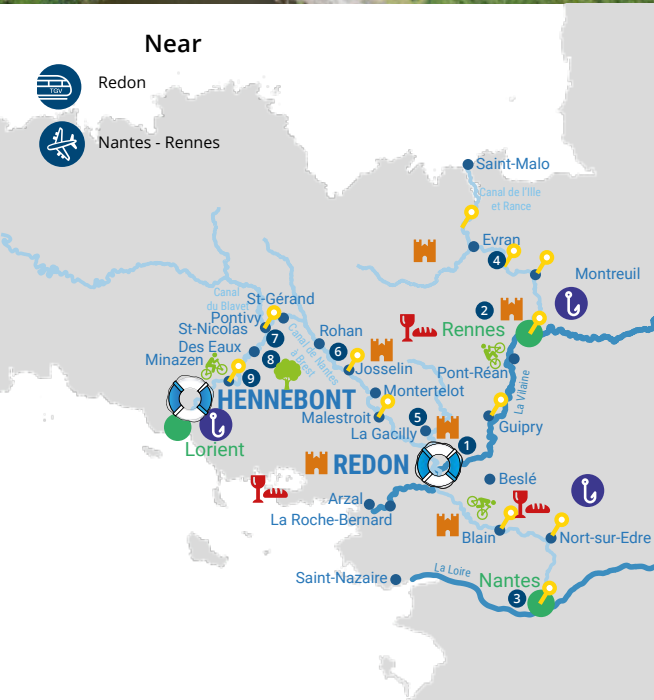 Near
TGV
Redon
Nantes - Rennes
Saint-Malo
Canal de l'Ille
et Rance
Evran
4
Montreuil
Canal
du Blavet
St-Gérand
Pontivy
St-Nicolas
Des Eaux
7
8
Minazen
9
Canal de Nantes
à Brest
Rohan
6
Josselin
2
Rennes
Pont-Réan
La Vilaine
Montertelot
HENNEBONT
Malestroit
5
La Gacilly
Guipry
1
Lorient
REDON
Beslé
Arzal
La Roche-Bernard
Blain
Nort-sur-Edre
Saint-Nazaire
La Loire
Nantes
3